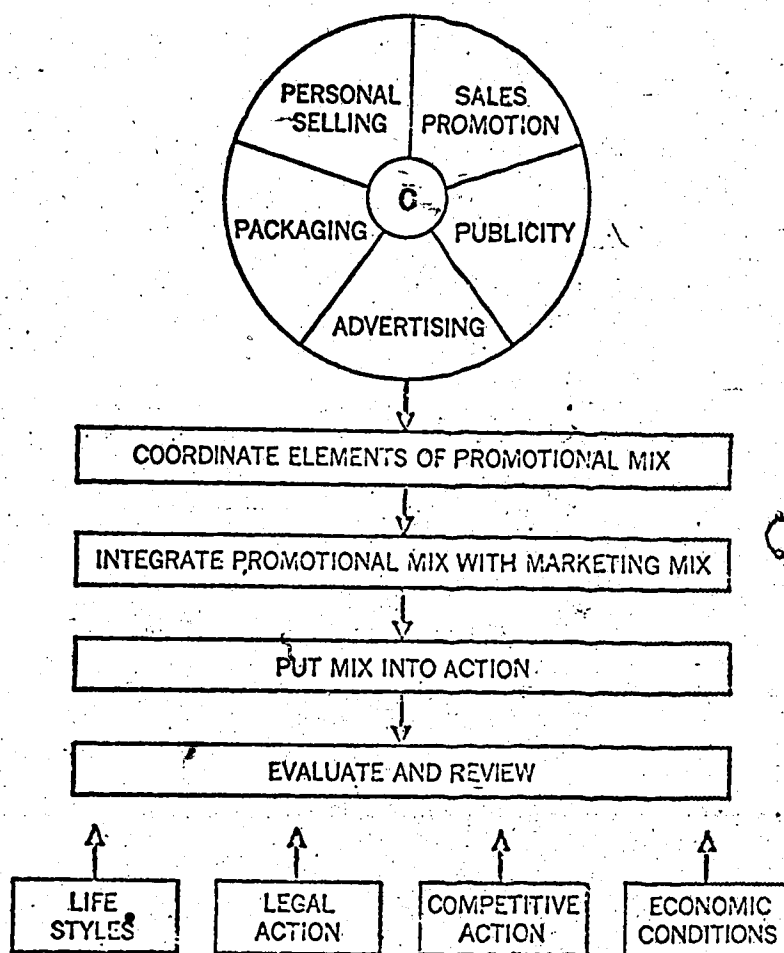 PERSONAL
SELLING
SALES
PROMOTION
C
PACKAGING
PUBLICITY
ADVERTISING
COORDINATE ELEMENTS OF PROMOTIONAL MIX
INTEGRATE PROMOTIONAL MIX WITH MARKETING MIX
PUT MIX INTO ACTION
EVALUATE AND REVIEW
LIFE
STYLES
LEGAL
ACTION
COMPETITIVE
ACTION
ECONOMIC
CONDITIONS